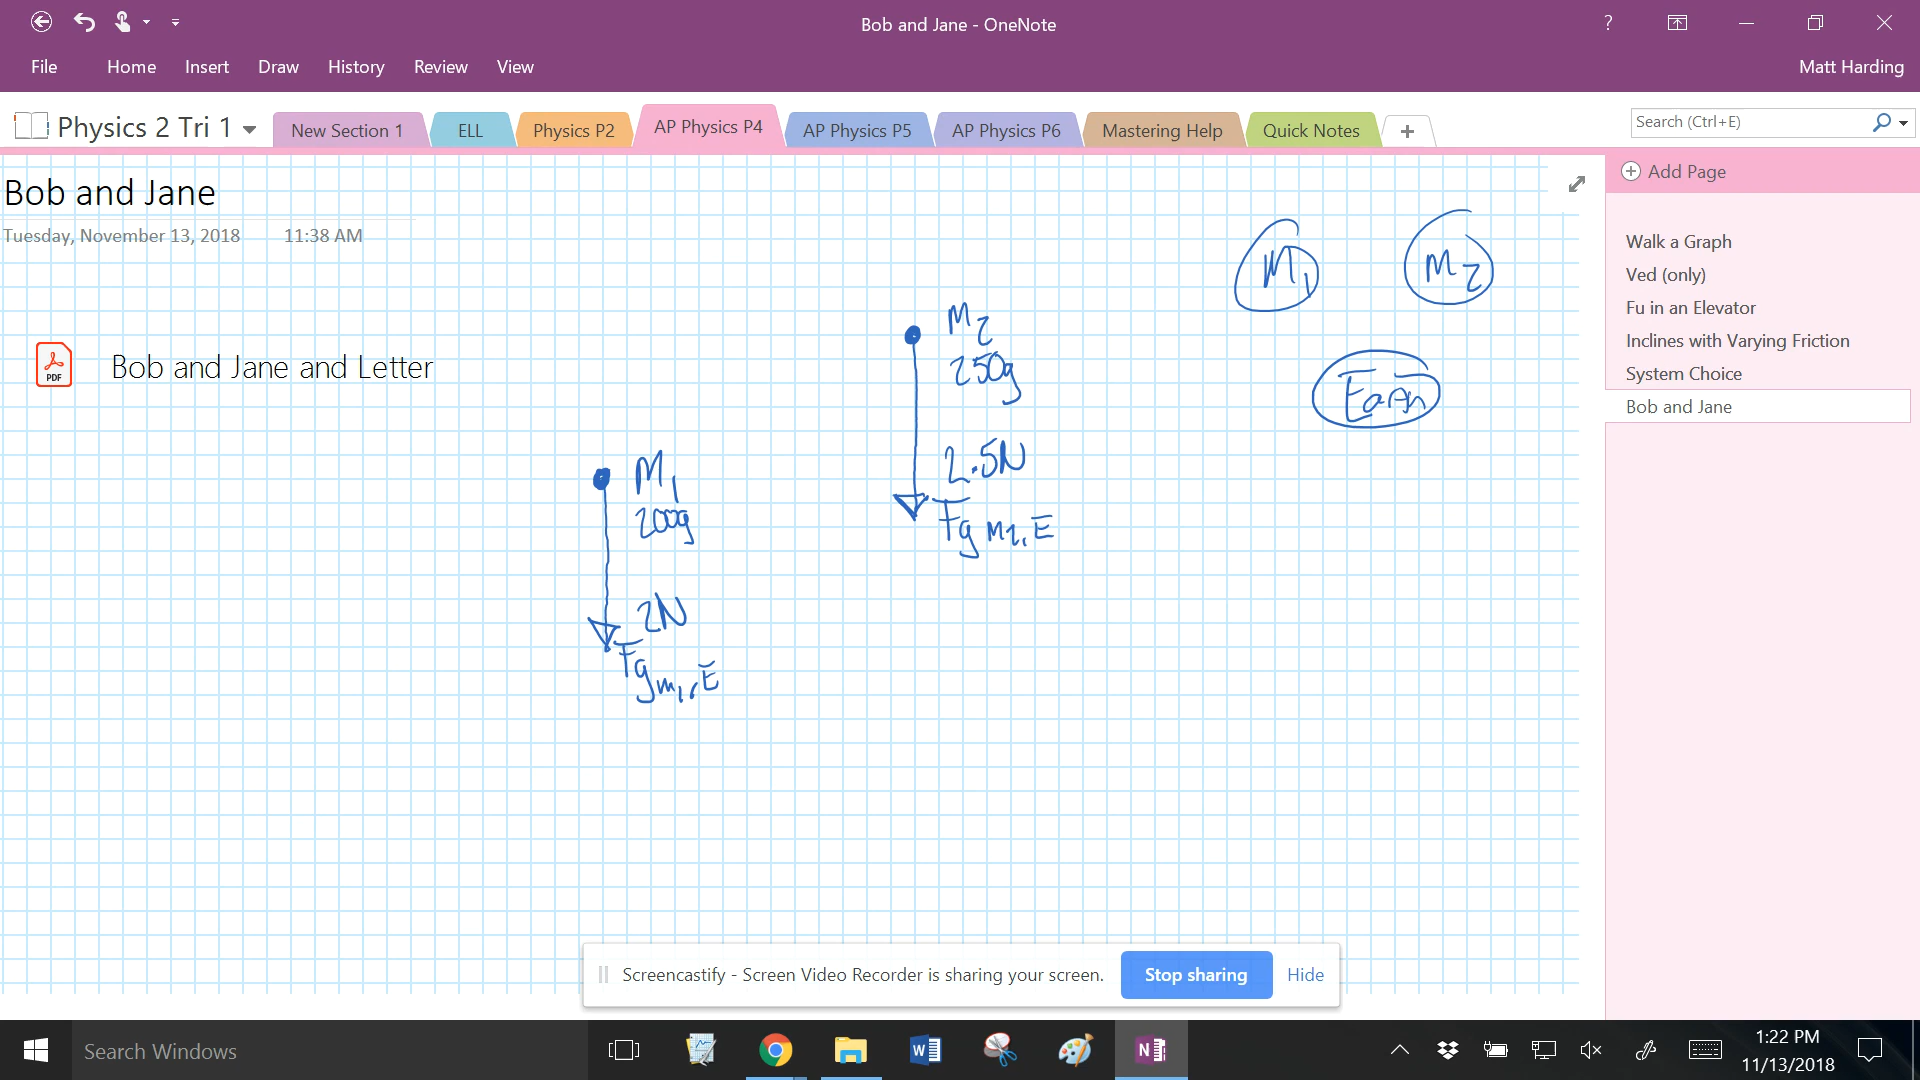 Bob and Jane - OneNote
?
File Home Insert Draw History Review View
Matt Harding
Physics 2 Tri 1
New Section 1
ELL
Physics P2
AP Physics P4
AP Physics P5
AP Physics P6
Mastering Help
Quick Notes
+
Search (Ctrl+E)
Bob and Jane
Tuesday, November 13, 2018 11:38 AM
PDF
Bob and Jane and Letter
M2
250g
2.5N
Fg M2, E
M1
200g
2N
Fg m1, E
M1
M2
Earth
Add Page
Walk a Graph
Ved (only)
Fu in an Elevator
Inclines with Varying Friction
System Choice
Bob and Jane
Screencastify - Screen Video Recorder is sharing your screen.
Stop sharing
Hide
Search Windows
W
N
1:22 PM
11/13/2018